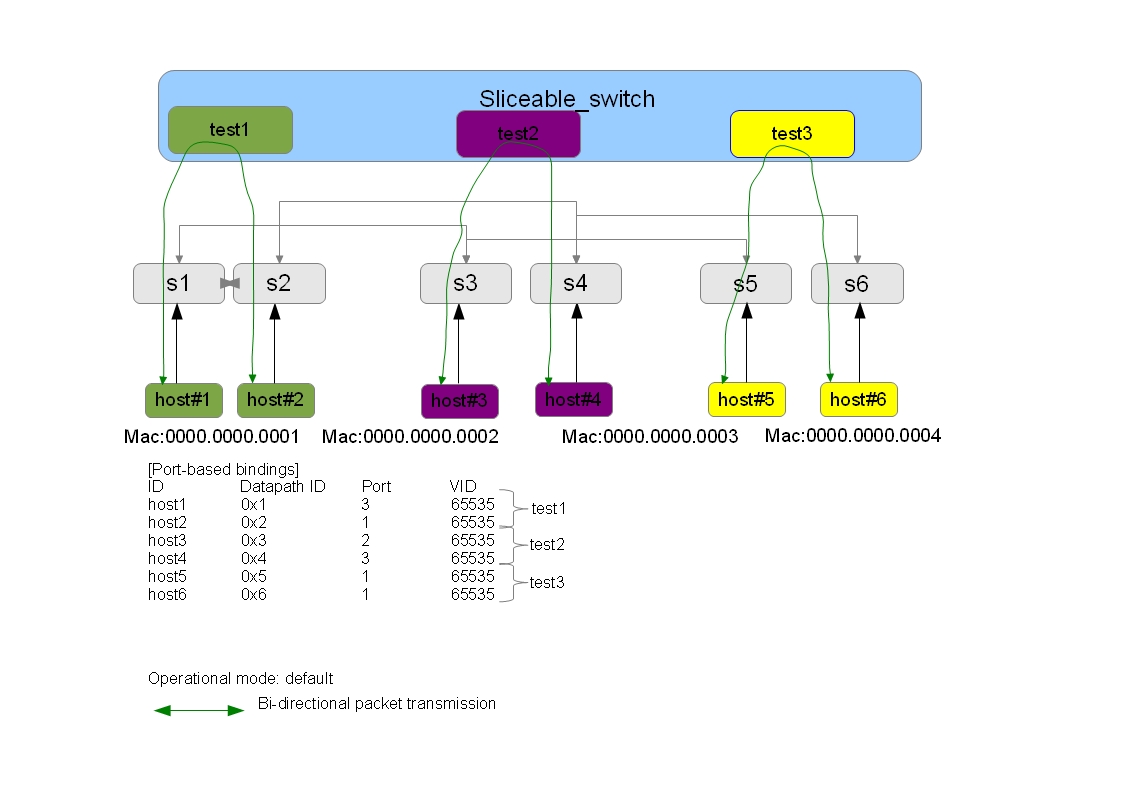 Sliceable_switch
test1 test2 test3
s1 s2 s3 s4 s5 s6
host#1 host#2 host#3 host#4 host#5 host#6
Mac:0000.0000.0001 Mac:0000.0000.0002 Mac:0000.0000.0003 Mac:0000.0000.0004
[Port-based bindings]
ID Datapath ID Port VID
host1 0x1 3 65535
test1
host2 0x2 1 65535
host3 0x3 2 65535
test2
host4 0x4 3 65535
host5 0x5 1 65535
test3
host6 0x6 1 65535
Operational mode: default
Bi-directional packet transmission